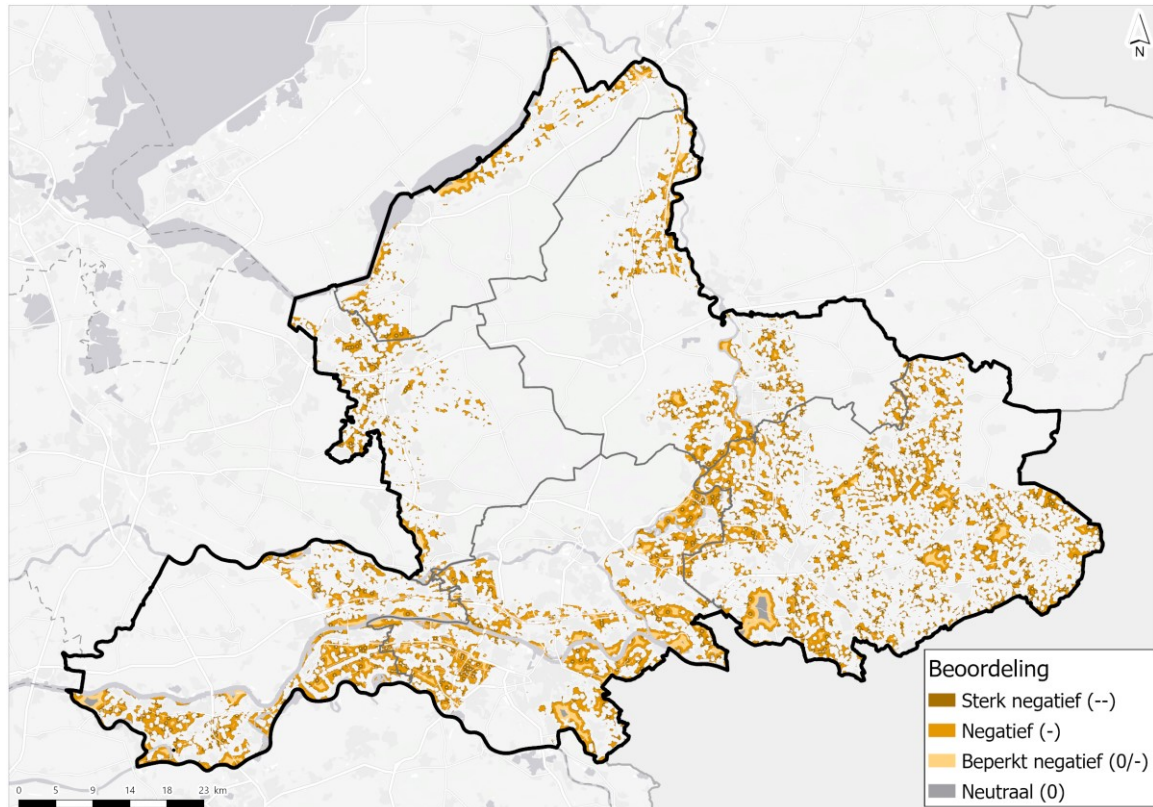 N
Beoordeling
Sterk negatief (--)
Negatief (-)
Beperkt negatief (0/-)
Neutraal (0)
0 5 9 14 18 23 km